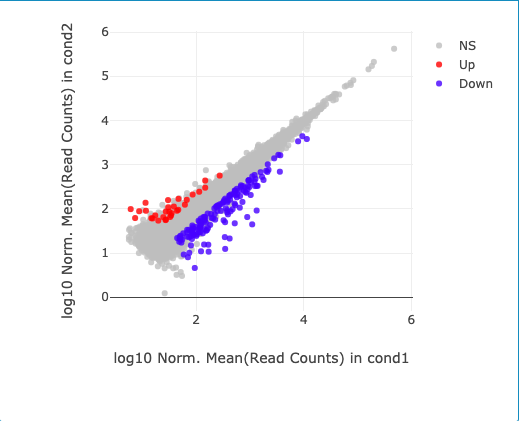 log10 Norm. Mean(Read Counts) in cond2
6
5
4
3
2
1
0
2
4
6
log10 Norm. Mean(Read Counts) in cond1
NS
Up
Down